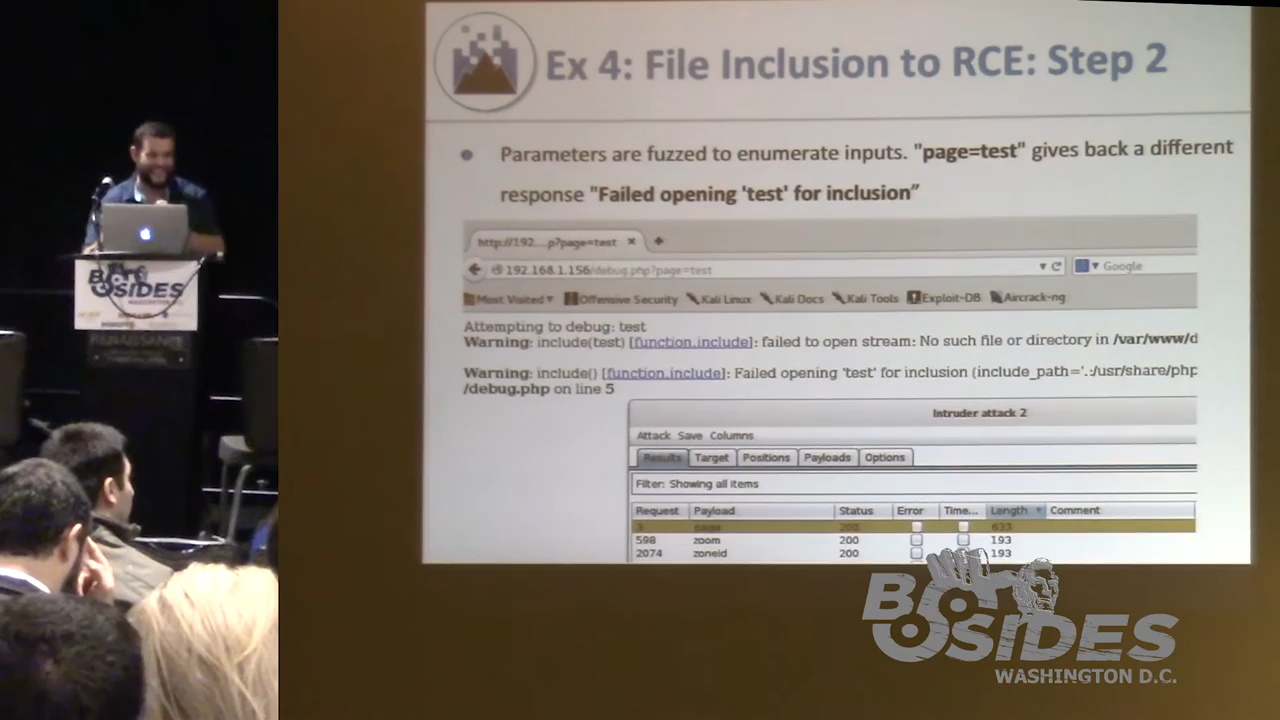 Ex 4: File Inclusion to RCE: Step 2
Parameters are fuzzed to enumerate inputs. "page=test" gives back a different
response "Failed opening 'test' for inclusion"
http://192....p?page=test
192.168.1.156/debug.php?page=test
Google
Most Visited
Offensive Security
Kali Linux
Kali Docs
Kali Tools
Exploit-DB
Aircrack-ng
Attempting to debug: test
Warning: include(test) [function.include]: failed to open stream: No such file or directory in /var/www/d
Warning: include() [function.include]: Failed opening 'test' for inclusion (include_path='.:/usr/share/php
/debug.php on line 5
Intruder attack 2
Attack Save Columns
Results Target Positions Payloads Options
Filter: Showing all items
Request Payload Status Error Time... Length Comment
3 page 200 633
598 zoom 200 193
2074 zoneid 200 193
BSIDES
WASHINGTON D.C.
RENAISSANCE
BSIDES
WASHINGTON D.C.